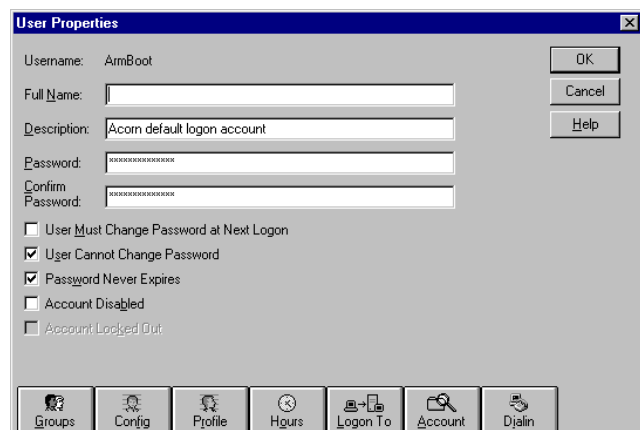 User Properties
Username: ArmBoot
OK
Full Name:
Cancel
Description: Acorn default logon account
Help
Password: **************
Confirm
Password: **************
User Must Change Password at Next Logon
User Cannot Change Password
Password Never Expires
Account Disabled
Account Locked Out
Groups Config Profile Hours Logon To Account Dialin